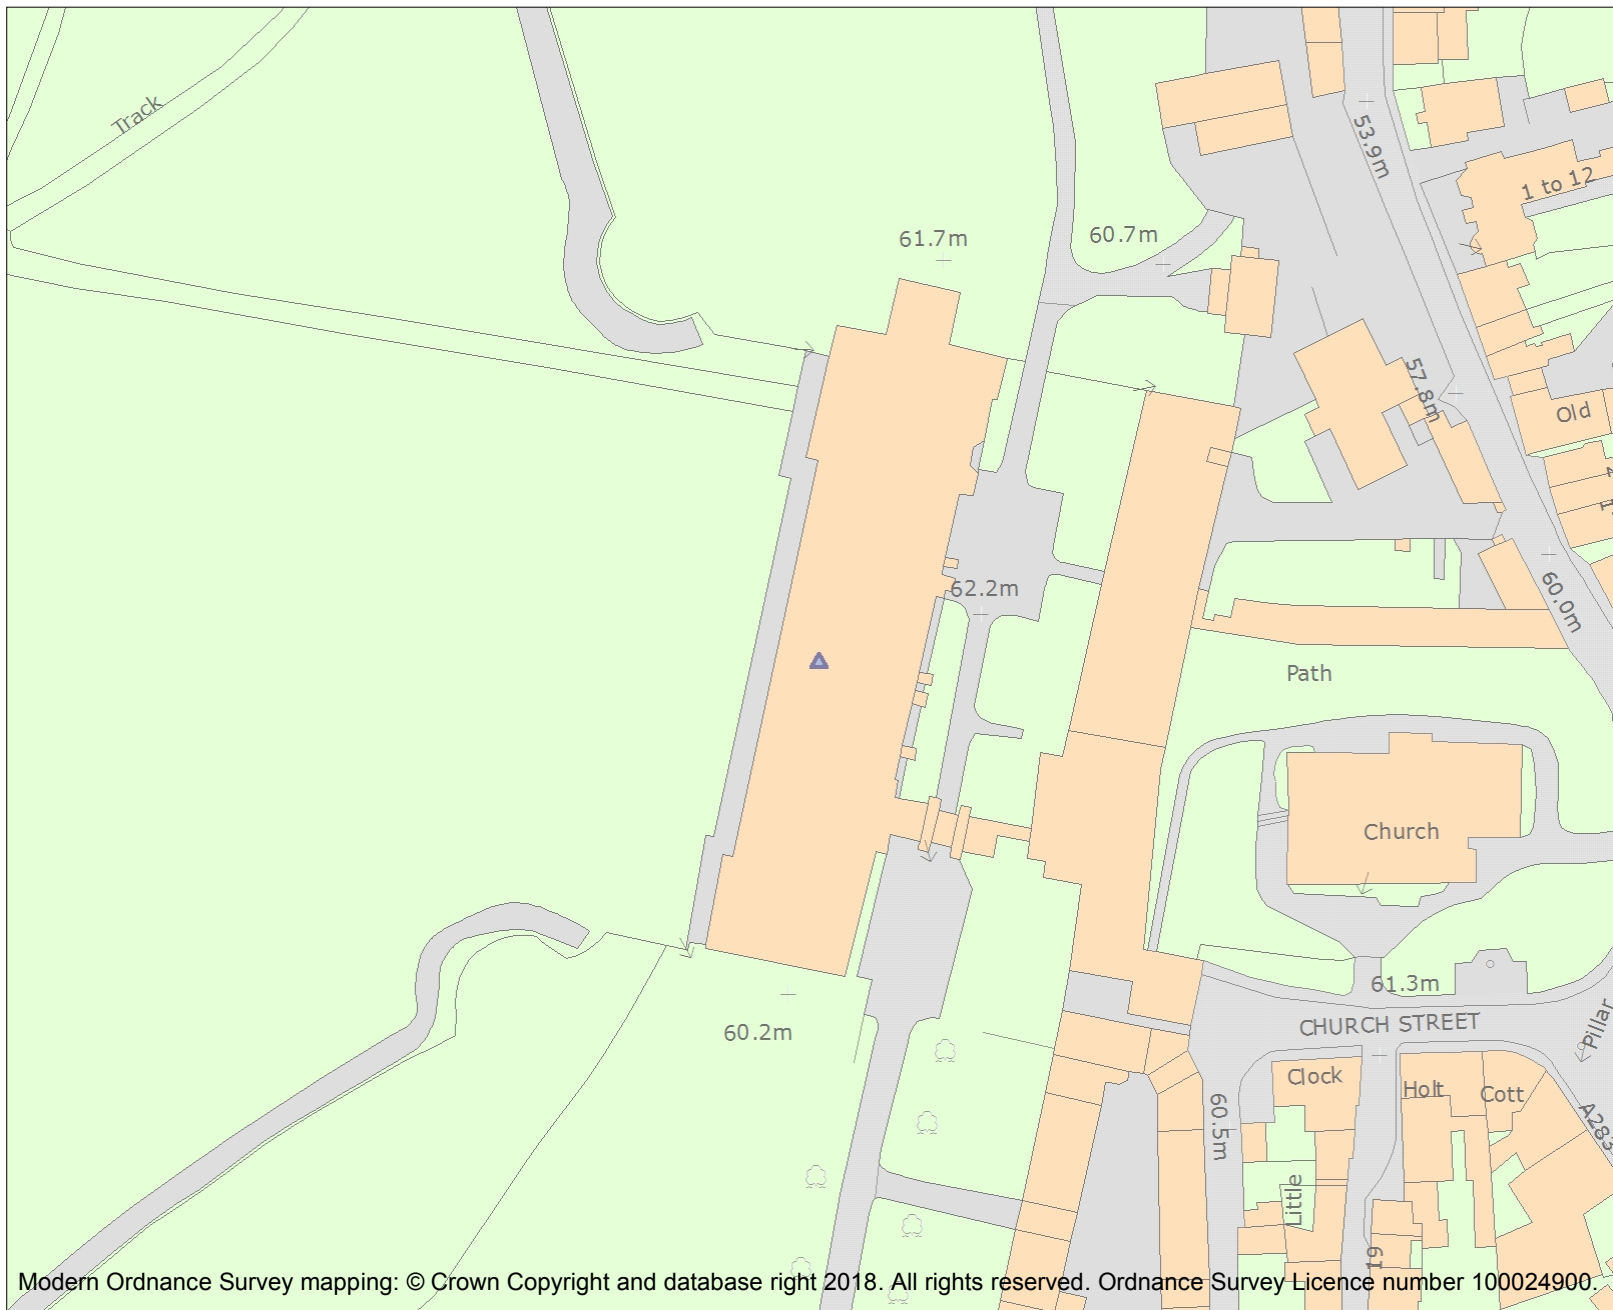 Track
53.9m
1 to 12
61.7m
60.7m
57.8m
Old
62.2m
60.0m
Path
Church
61.3m
CHURCH STREET
Pillar
60.2m
Clock
Holt
Cott
60.5m
A283
Little
19
Modern Ordnance Survey mapping: © Crown Copyright and database right 2018. All rights reserved. Ordnance Survey Licence number 100024900.